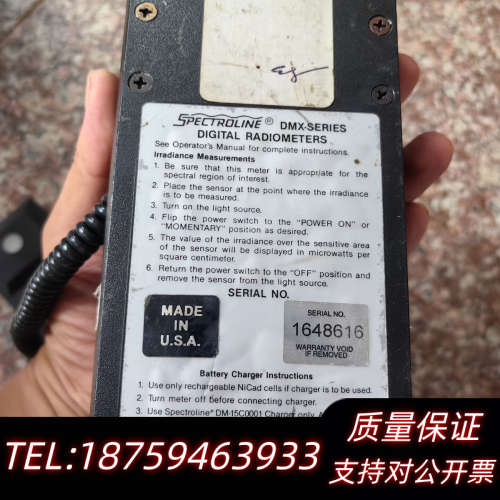 SPECTROLINE® DMX-SERIES
DIGITAL RADIOMETERS
See Operator's Manual for complete instructions.
Irradiance Measurements
1. Be sure that this meter is appropriate for the
spectral region of interest.
2. Place the sensor at the point where the irradiance
is to be measured.
3. Turn on the light source.
4. Flip the power switch to the "POWER ON" or
"MOMENTARY" position as desired.
5. The value of the irradiance over the sensitive area
of the sensor will be displayed in microwatts per
square centimeter.
6. Return the power switch to the "OFF" position and
remove the sensor from the light source.
SERIAL NO.
MADE
IN
U.S.A.
SERIAL NO.
1648616
WARRANTY VOID
IF REMOVED
Battery Charger Instructions
1. Use only rechargeable NiCad cells if charger is to be used.
2. Turn meter off before connecting charger.
3. Use Spectroline® DM-15C0001 Charger only.
TEL:18759463933
质量保证
支持对公开票